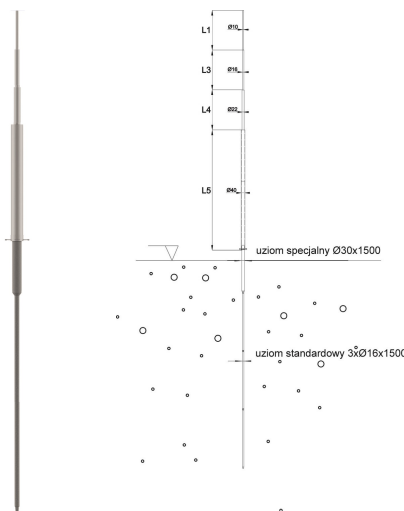 L1 Ø10
L3 Ø16
L4 Ø22
L5 Ø40
uziom specjalny Ø30x1500
uziom standardowy 3xØ16x1500